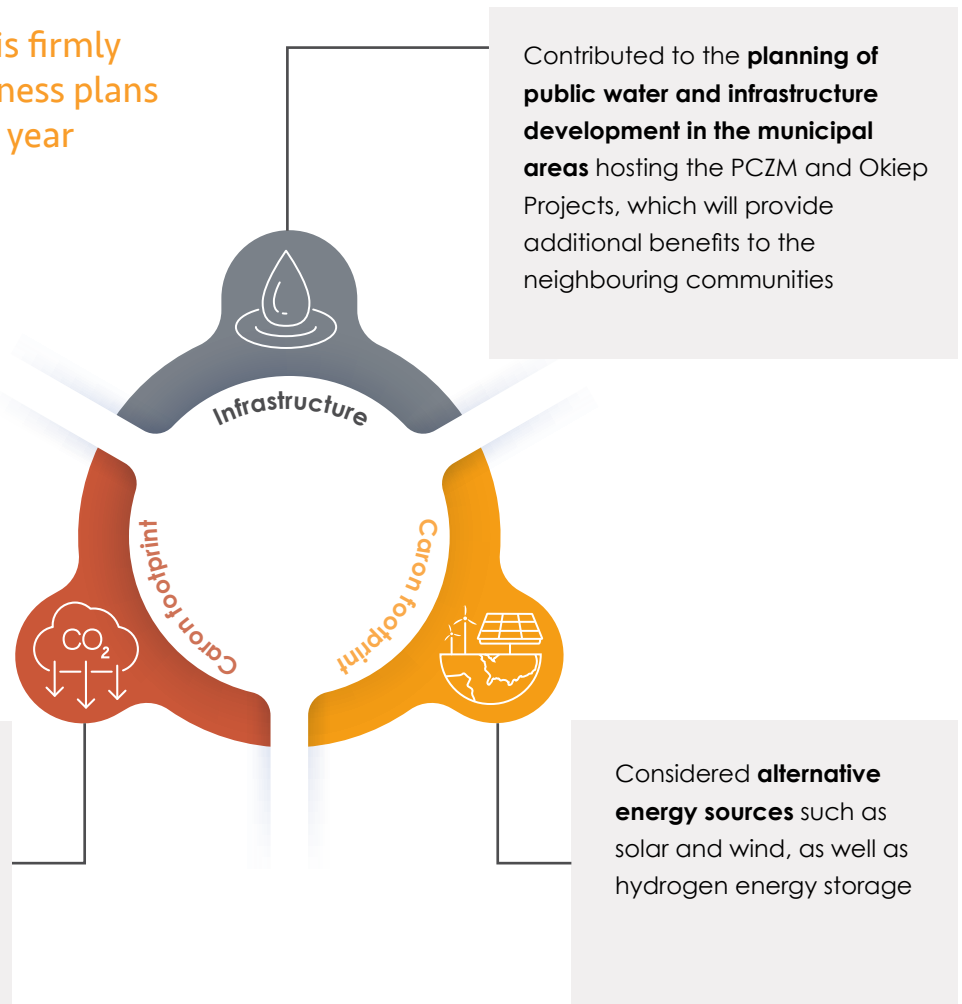 is firmly
ness plans
year
Contributed to the planning of
public water and infrastructure
development in the municipal
areas hosting the PCZM and Okiep
Projects, which will provide
additional benefits to the
neighbouring communities
Infrastructure
Caron footprint
Caron footprint
CO2
Considered alternative
energy sources such as
solar and wind, as well as
hydrogen energy storage